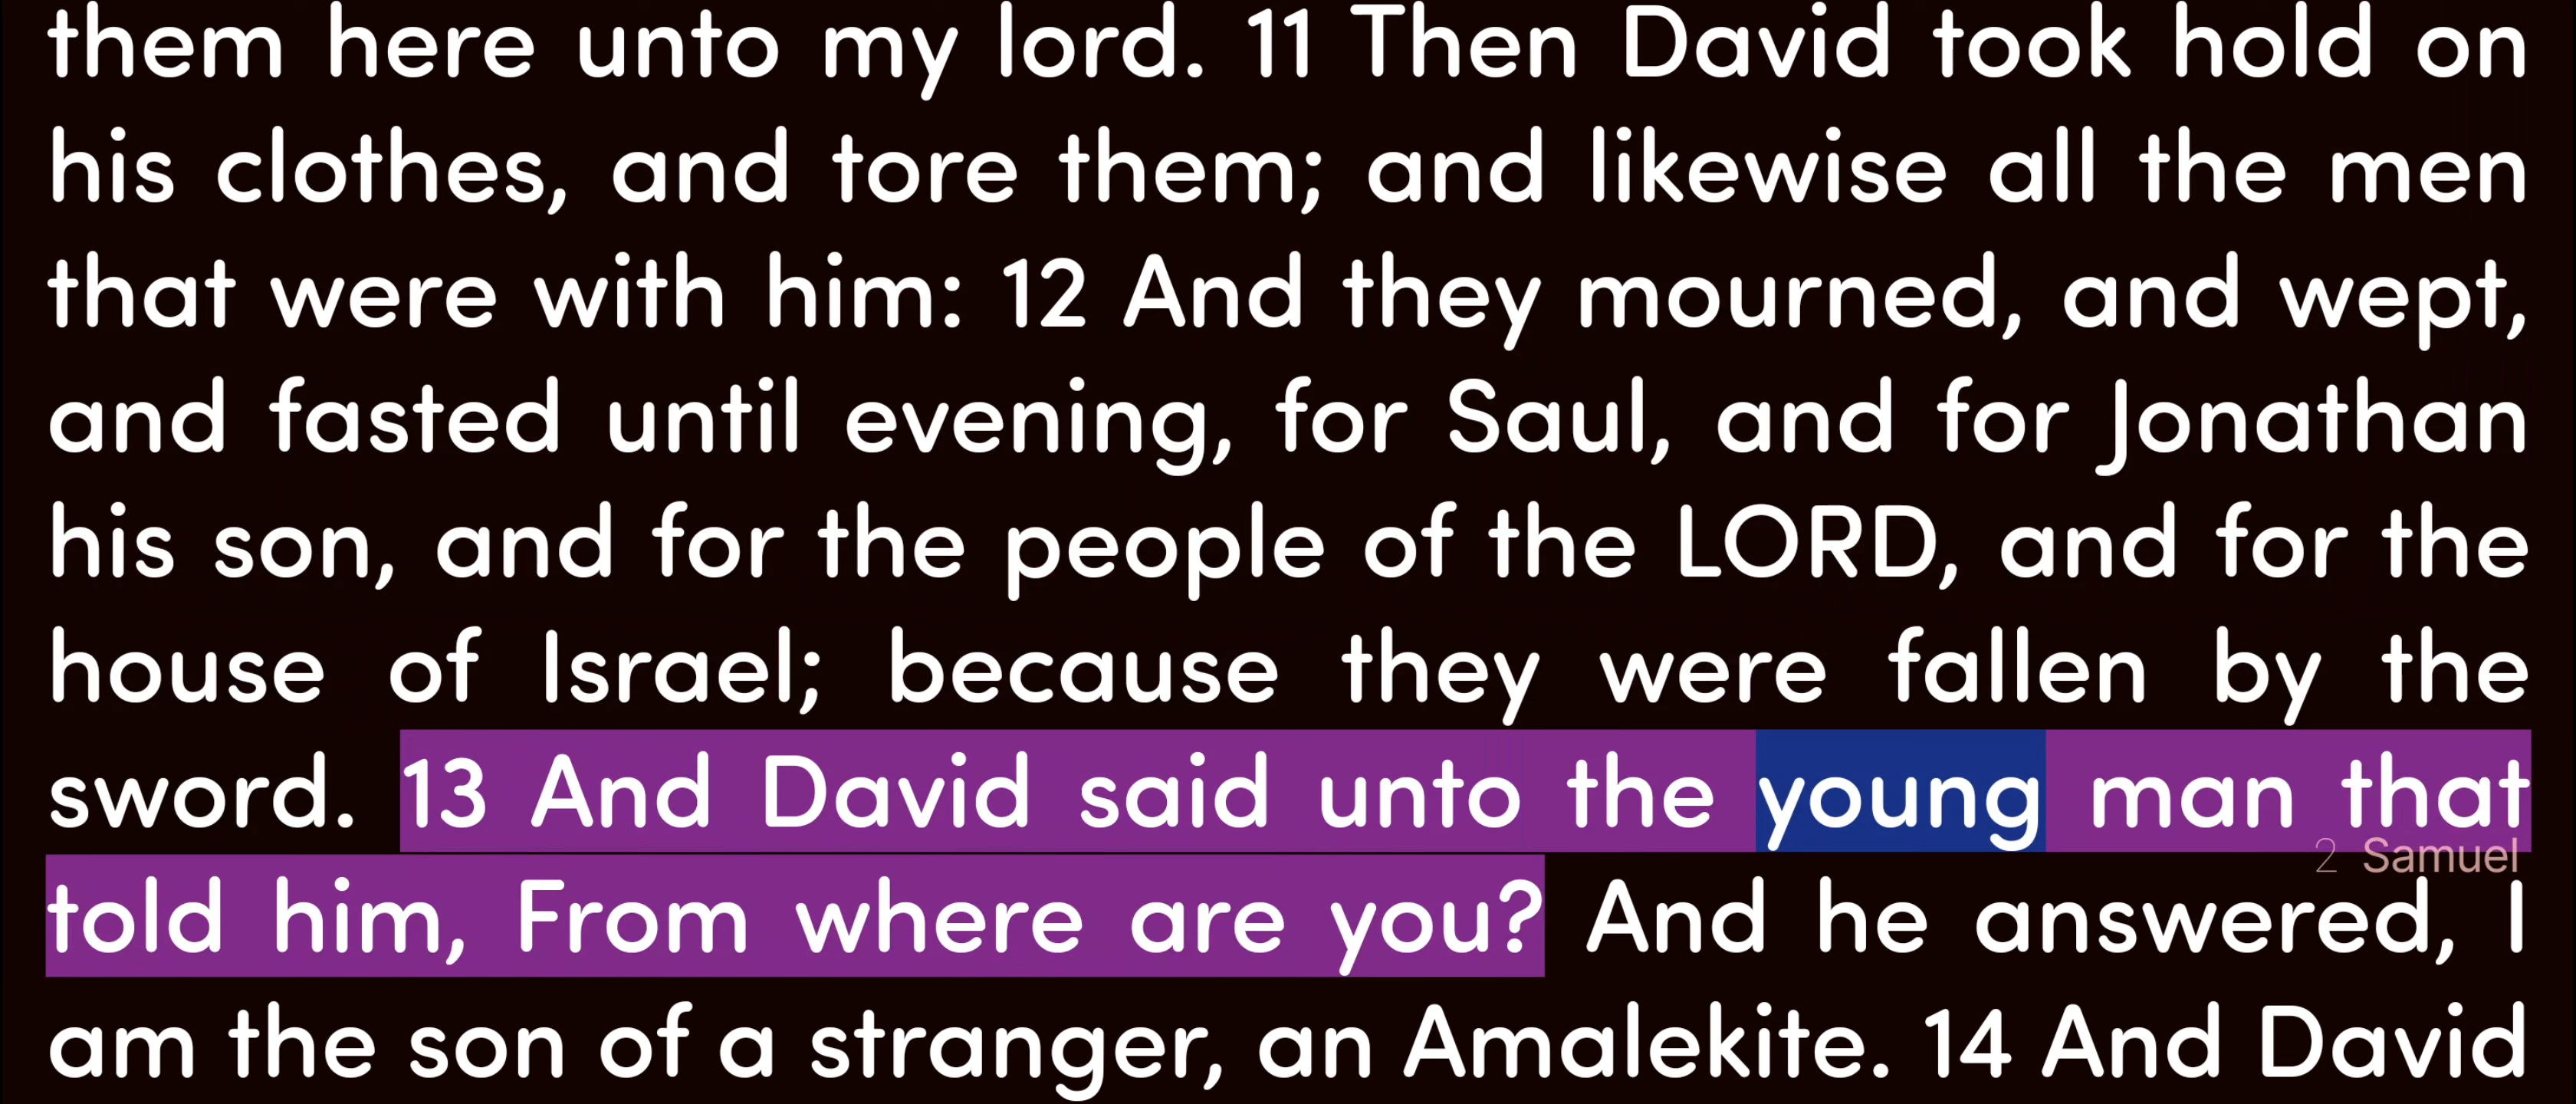 them here unto my lord. 11 Then David took hold on
his clothes, and tore them; and likewise all the men
that were with him: 12 And they mourned, and wept,
and fasted until evening, for Saul, and for Jonathan
his son, and for the people of the LORD, and for the
house of Israel; because they were fallen by the
sword. 13 And David said unto the young man that
2 Samuel
told him, From where are you? And he answered, I
am the son of a stranger, an Amalekite. 14 And David